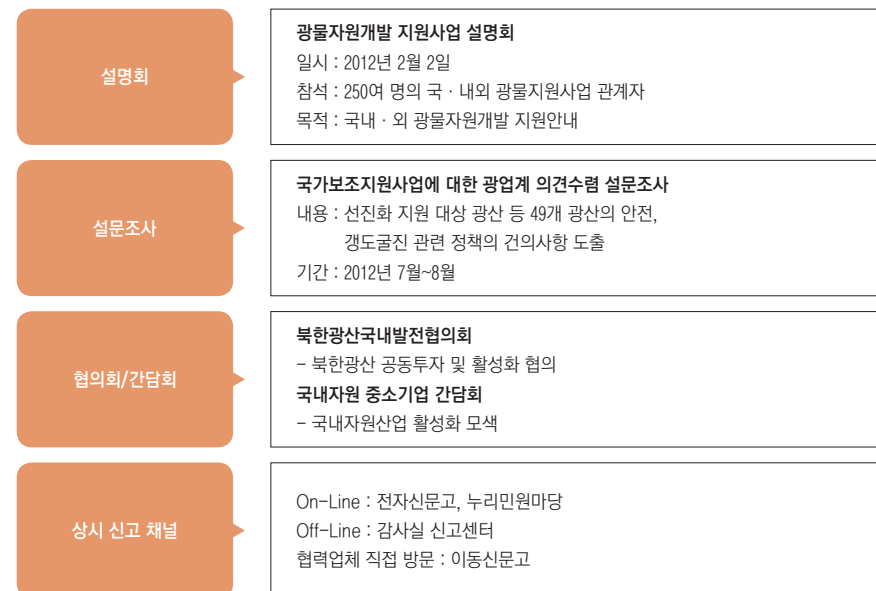 설명회
광물자원개발 지원사업 설명회
일시 : 2012년 2월 2일
참석 : 250여 명의 국 · 내외 광물지원사업 관계자
목적 : 국내 · 외 광물자원개발 지원안내
설문조사
국가보조지원사업에 대한 광업계 의견수렴 설문조사
내용 : 선진화 지원 대상 광산 등 49개 광산의 안전,
갱도굴진 관련 정책의 건의사항 도출
기간 : 2012년 7월~8월
협의회/간담회
북한광산국내발전협의회
- 북한광산 공동투자 및 활성화 협의
국내자원 중소기업 간담회
- 국내자원산업 활성화 모색
상시 신고 채널
On-Line : 전자신문고, 누리민원마당
Off-Line : 감사실 신고센터
협력업체 직접 방문 : 이동신문고